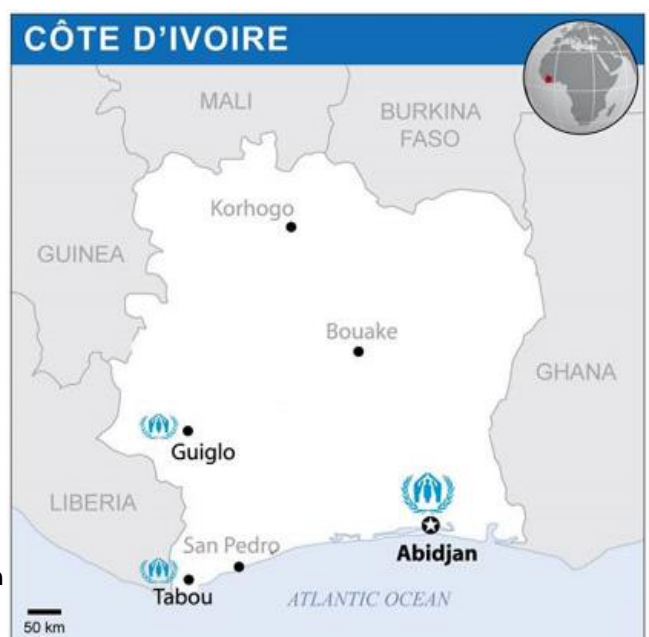 CÔTE D'IVOIRE
MALI
BURKINA
FASO
Korhogo
GUINEA
Bouake
GHANA
Guiglo
LIBERIA
San Pedro
Abidjan
Tabou
ATLANTIC OCEAN
50 km